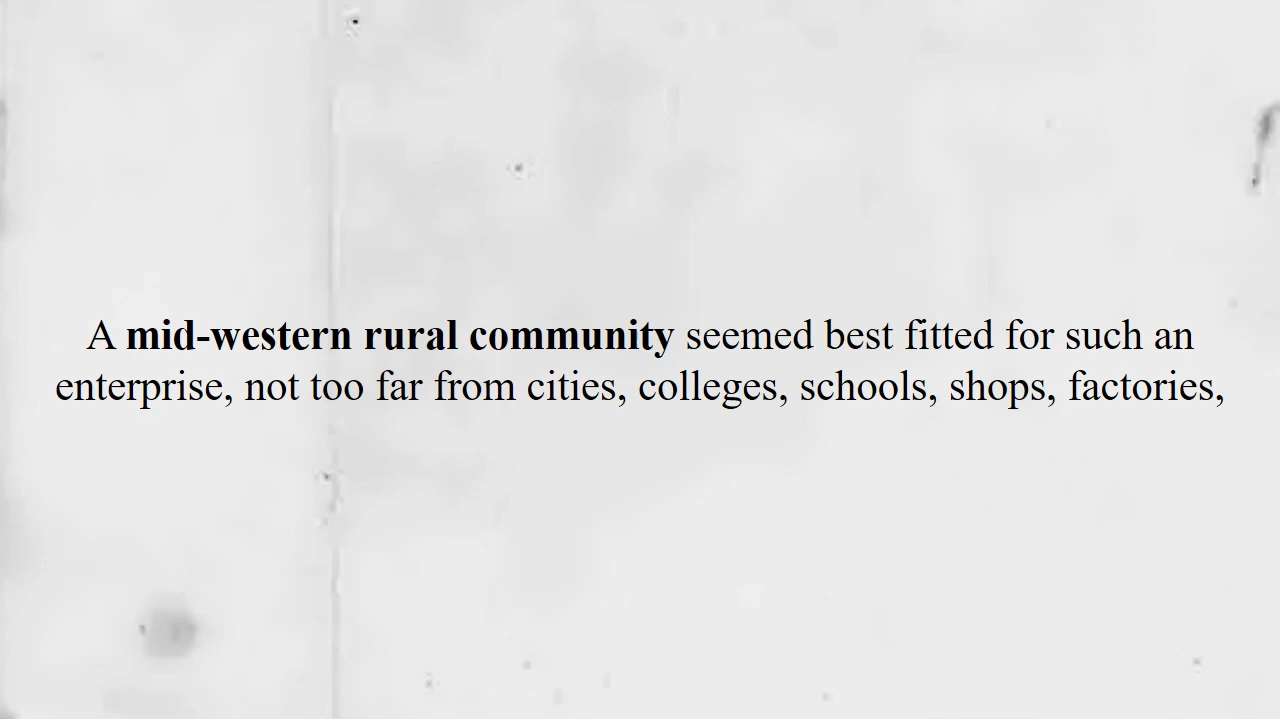 A mid-western rural community seemed best fitted for such an
enterprise, not too far from cities, colleges, schools, shops, factories,